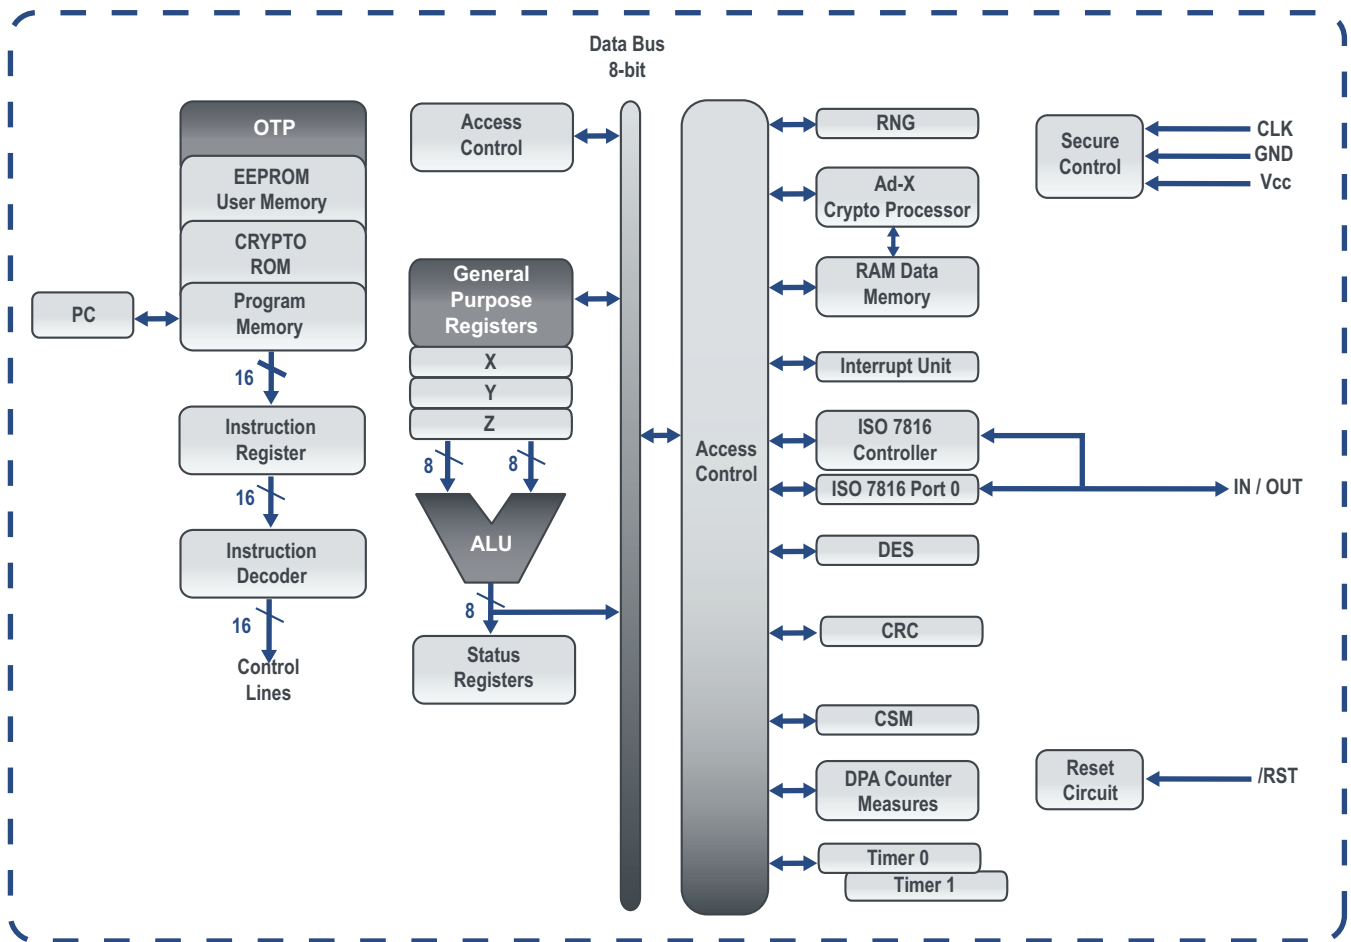 Data Bus
8-bit
OTP
EEPROM
User Memory
CRYPTO
ROM
Program
Memory
PC
16
Instruction
Register
16
Instruction
Decoder
16
Control
Lines
Access
Control
General
Purpose
Registers
X
Y
Z
8
8
ALU
8
Status
Registers
Access
Control
RNG
Ad-X
Crypto Processor
RAM Data
Memory
Interrupt Unit
ISO 7816
Controller
ISO 7816 Port 0
DES
CRC
CSM
DPA Counter
Measures
Timer 0
Timer 1
Secure
Control
CLK
GND
Vcc
IN / OUT
Reset
Circuit
/RST